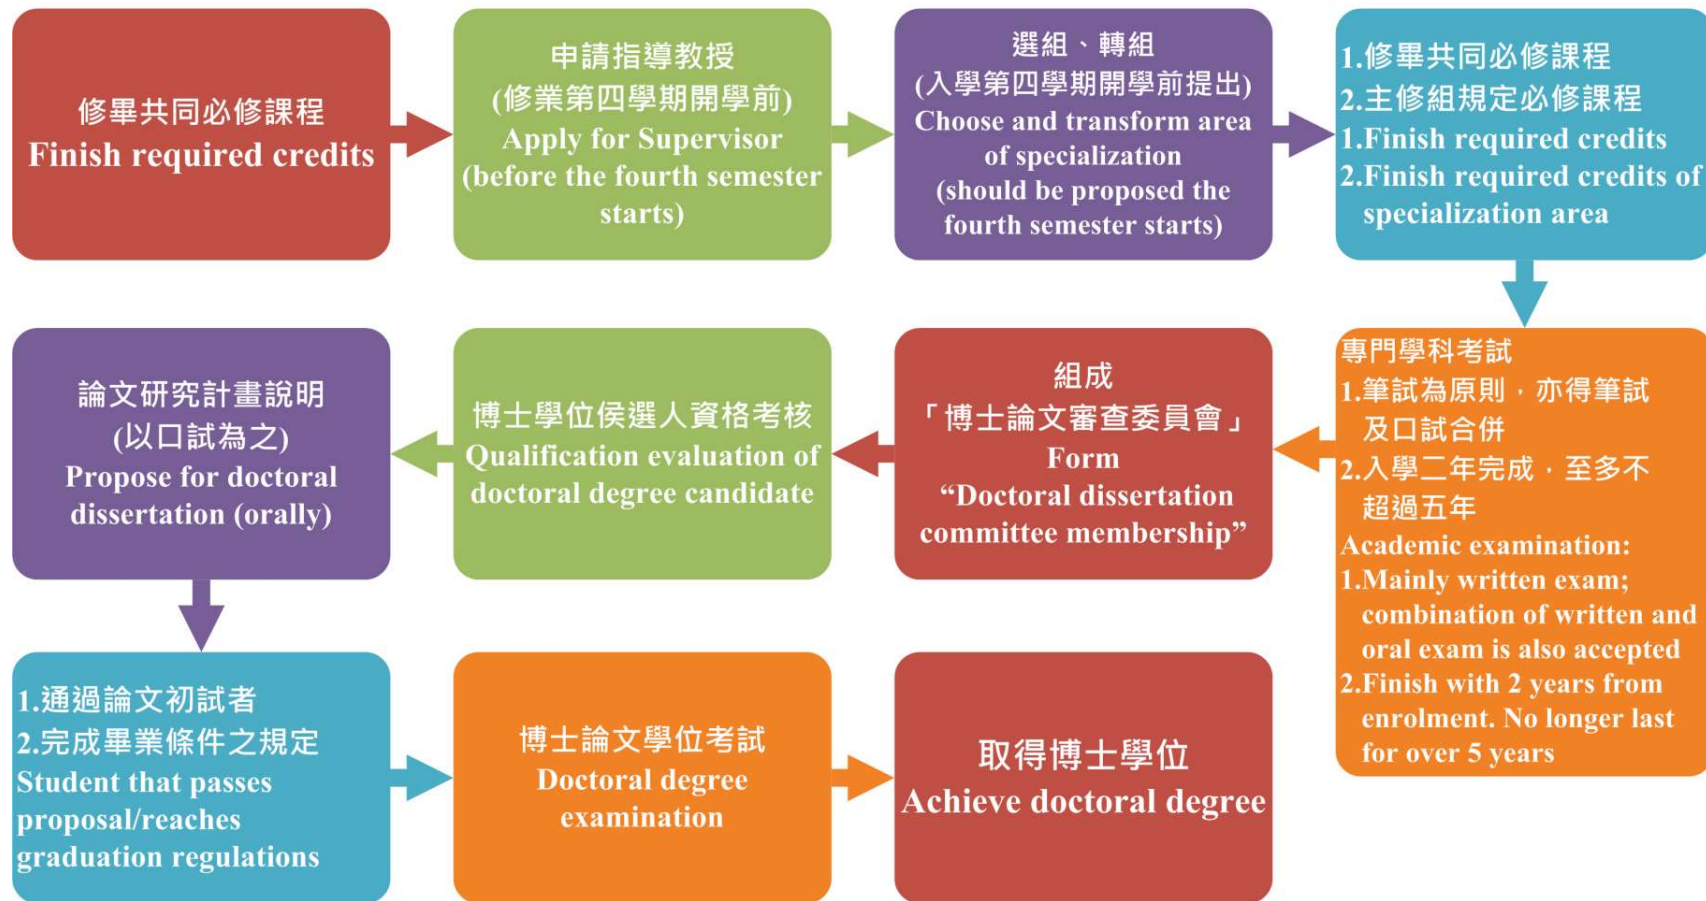 修畢共同必修課程
Finish required credits
申請指導教授
(修業第四學期開學前)
Apply for Supervisor
(before the fourth semester
starts)
選組、轉組
(入學第四學期開學前提出)
Choose and transform area
of specialization
(should be proposed the
fourth semester starts)
1.修畢共同必修課程
2.主修組規定必修課程
1.Finish required credits
2.Finish required credits of
specialization area
專門學科考試
1.筆試為原則，亦得筆試
及口試合併
2.入學二年完成，至多不
超過五年
Academic examination:
1.Mainly written exam;
combination of written and
oral exam is also accepted
2.Finish with 2 years from
enrolment. No longer last
for over 5 years
組成
「博士論文審查委員會」
Form
“Doctoral dissertation
committee membership”
博士學位侯選人資格考核
Qualification evaluation of
doctoral degree candidate
論文研究計畫說明
(以口試為之)
Propose for doctoral
dissertation (orally)
1.通過論文初試者
2.完成畢業條件之規定
Student that passes
proposal/reaches
graduation regulations
博士論文學位考試
Doctoral degree
examination
取得博士學位
Achieve doctoral degree